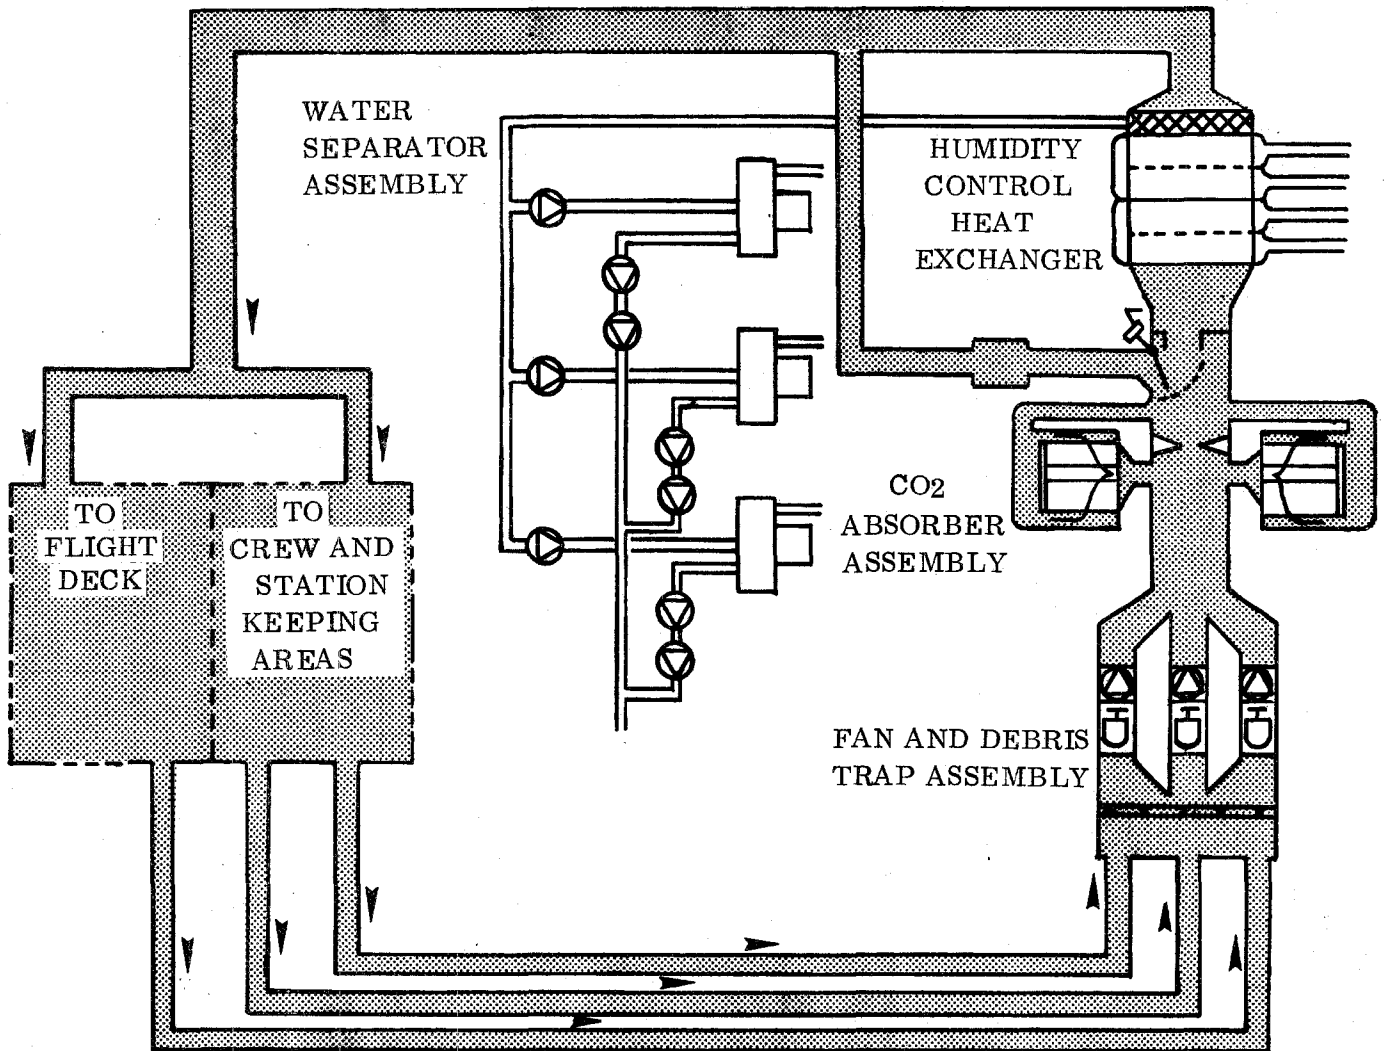 WATER
SEPARATOR
ASSEMBLY
HUMIDITY
CONTROL
HEAT
EXCHANGER
CO2
ABSORBER
ASSEMBLY
TO
FLIGHT
DECK
TO
CREW AND
STATION
KEEPING
AREAS
FAN AND DEBRIS
TRAP ASSEMBLY